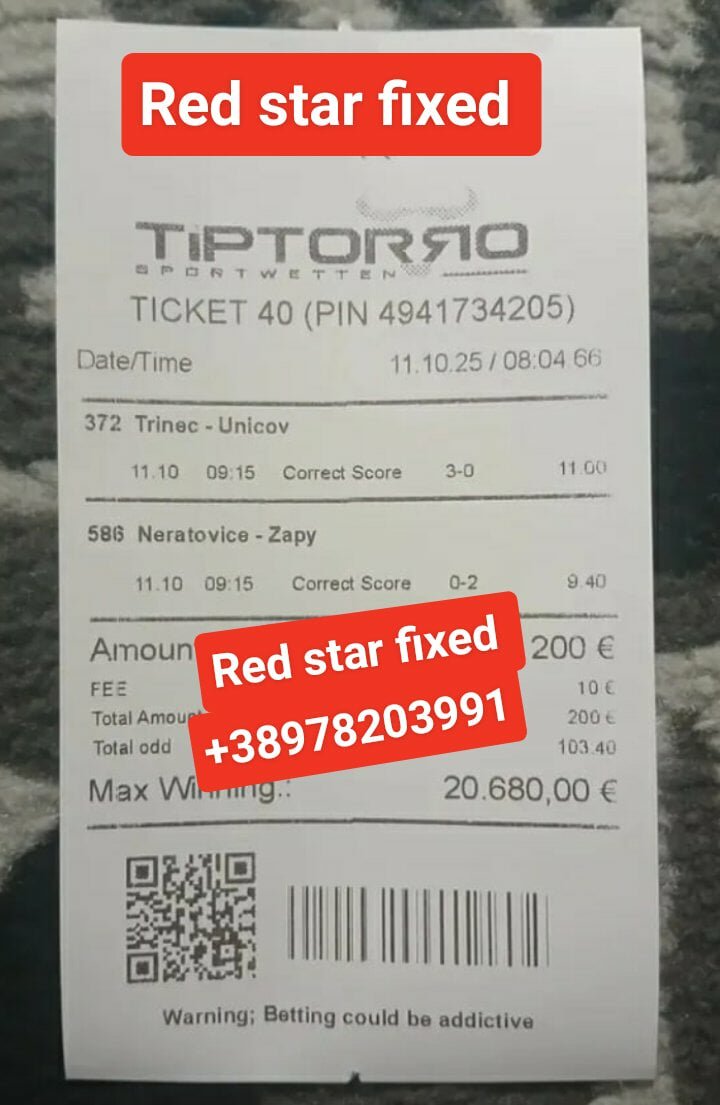 Red star fixed
TiPTORRO
SPORTWETTEN
TICKET 40 (PIN 4941734205)
Date/Time 11.10.25 / 08:04 66
372 Trinec - Unicov
11.10 09:15 Correct Score 3-0 11.00
586 Neratovice - Zapy
11.10 09:15 Correct Score 0-2 9.40
Amoun 200 €
Red star fixed
FEE 10 €
Total Amou 200 €
+38978203991
Total odd 103.40
Max Winning.: 20.680,00 €
Warning; Betting could be addictive